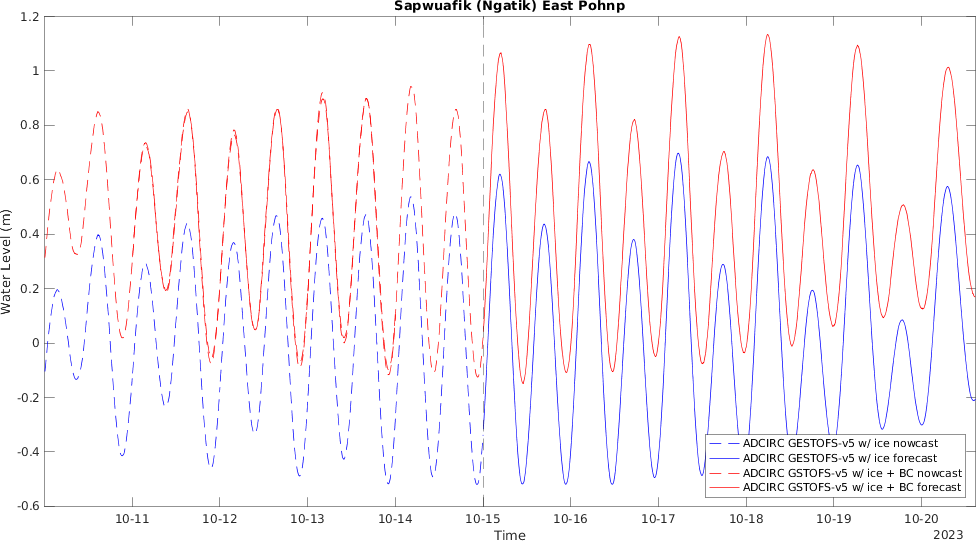 Sapwuafik (Ngatik) East Pohnp
1.2
1
0.8
0.6
0.4
0.2
0
-0.2
-0.4
-0.6
Water Level (m)
ADCIRC GESTOFS-v5 w/ ice nowcast
ADCIRC GESTOFS-v5 w/ ice forecast
ADCIRC GSTOFS-v5 w/ ice + BC nowcast
ADCIRC GSTOFS-v5 w/ ice + BC forecast
10-11 10-12 10-13 10-14 10-15 10-16 10-17 10-18 10-19 10-20
Time
2023